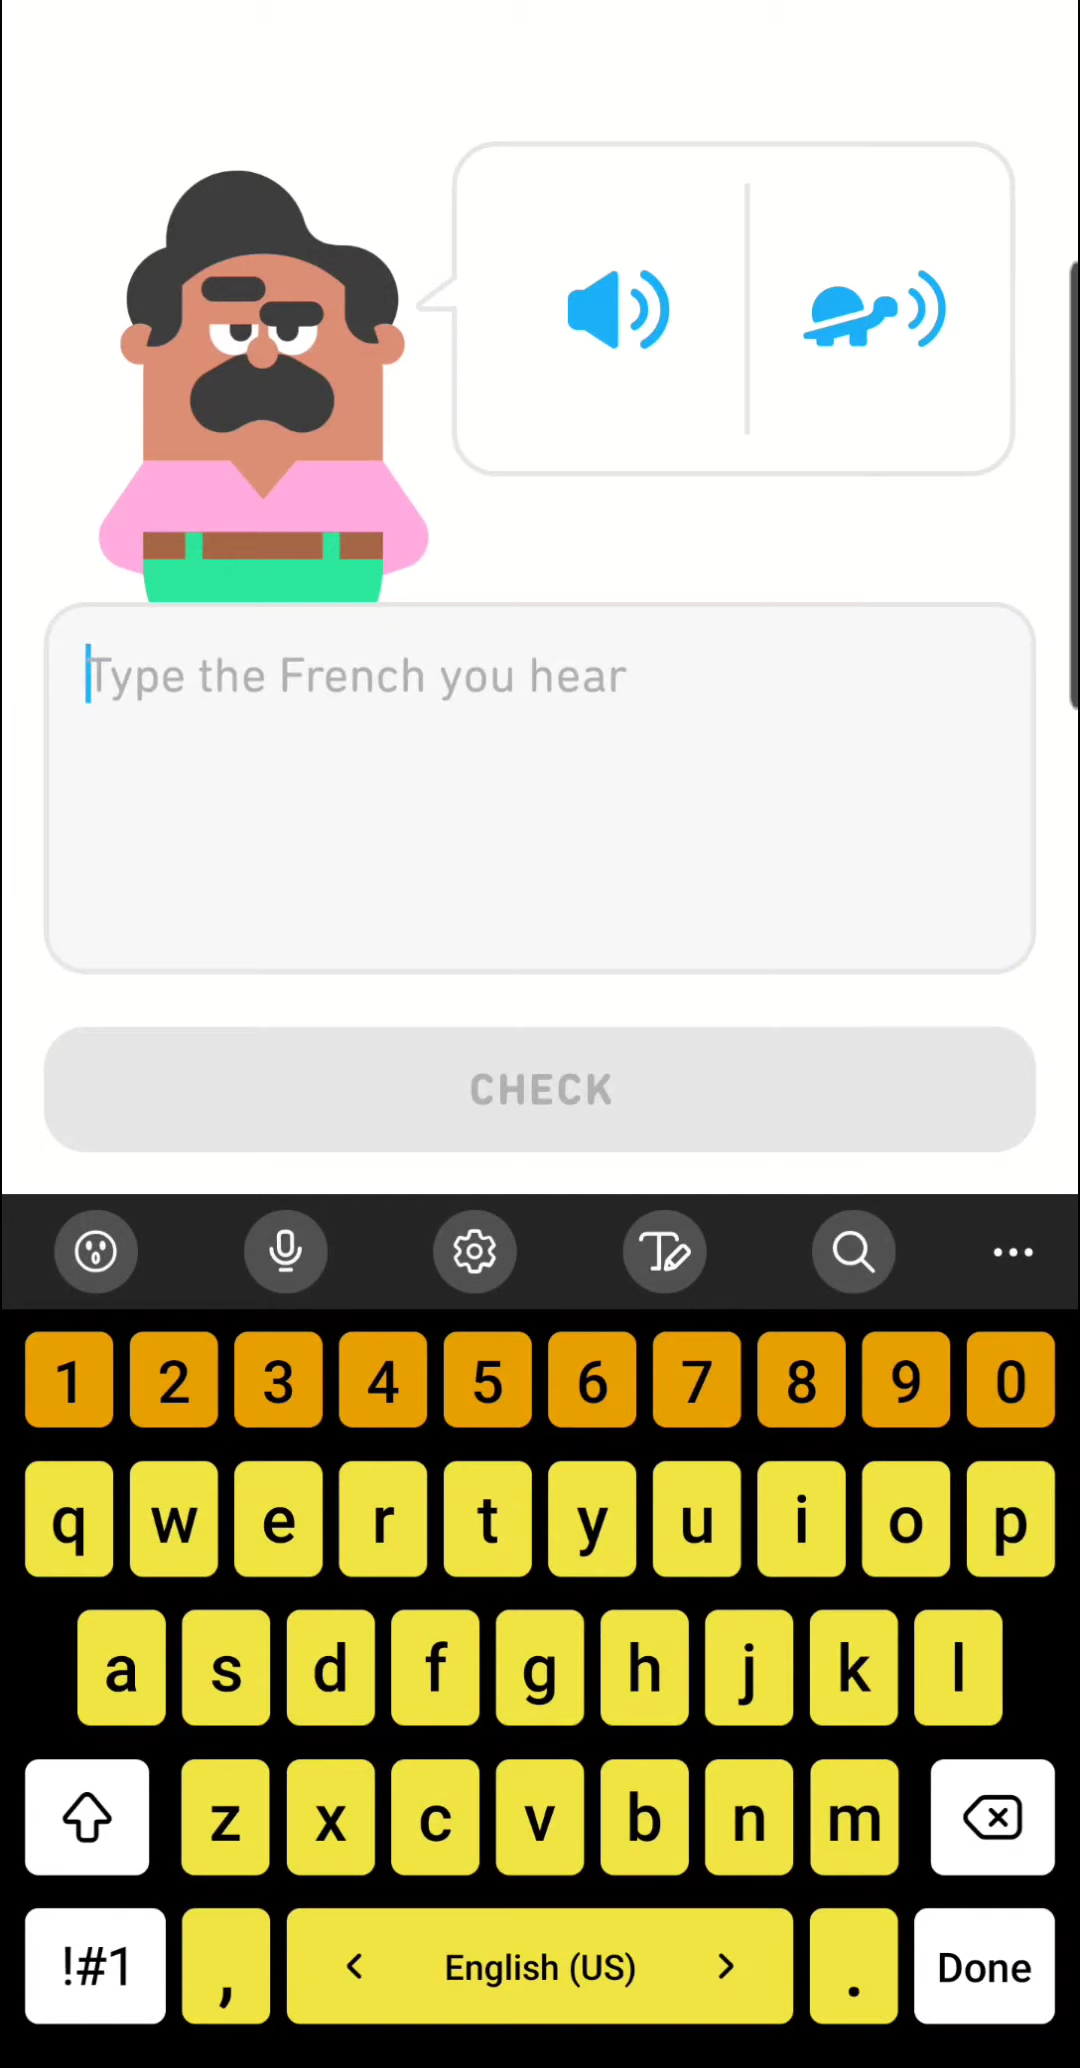 Type the French you hear
CHECK
1 2 3 4 5 6 7 8 9 0
q w e r t y u i o p
a s d f g h j k l
z x c v b n m
!#1 , < English (US) > . Done